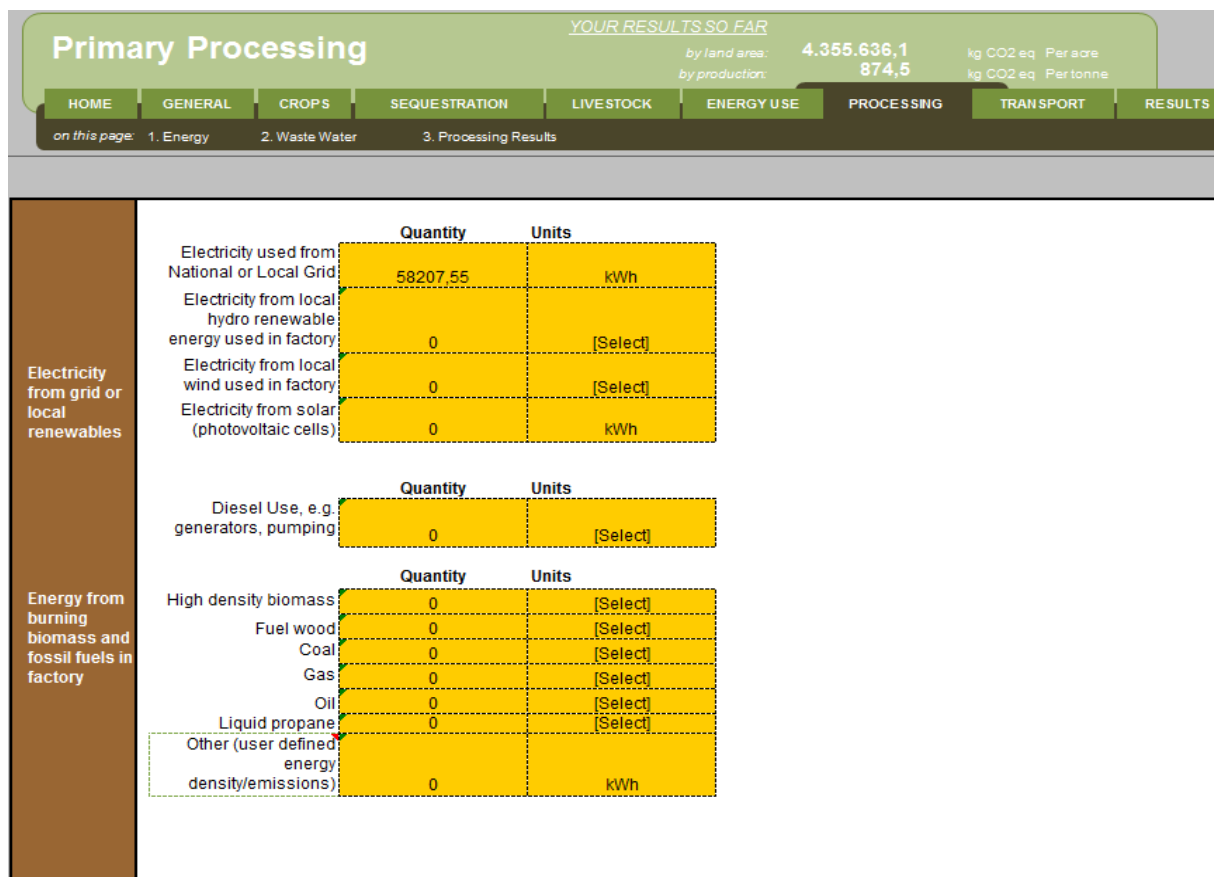 YOUR RESULTS SO FAR
Primary Processing
by land area: 4.355.636,1 kg CO2 eq Per acre
by production: 874,5 kg CO2 eq Per tonne
HOME GENERAL CROPS SEQUESTRATION LIVESTOCK ENERGY USE PROCESSING TRANSPORT RESULTS
on this page: 1. Energy 2. Waste Water 3. Processing Results
Electricity
from grid or
local
renewables
Quantity Units
Electricity used from
National or Local Grid 58207,55 kWh
Electricity from local
hydro renewable
energy used in factory 0 [Select]
Electricity from local
wind used in factory 0 [Select]
Electricity from solar
(photovoltaic cells) 0 kWh
Quantity Units
Diesel Use, e.g.
generators, pumping 0 [Select]
Energy from
burning
biomass and
fossil fuels in
factory
Quantity Units
High density biomass 0 [Select]
Fuel wood 0 [Select]
Coal 0 [Select]
Gas 0 [Select]
Oil 0 [Select]
Liquid propane 0 [Select]
Other (user defined
energy
density/emissions) 0 kWh